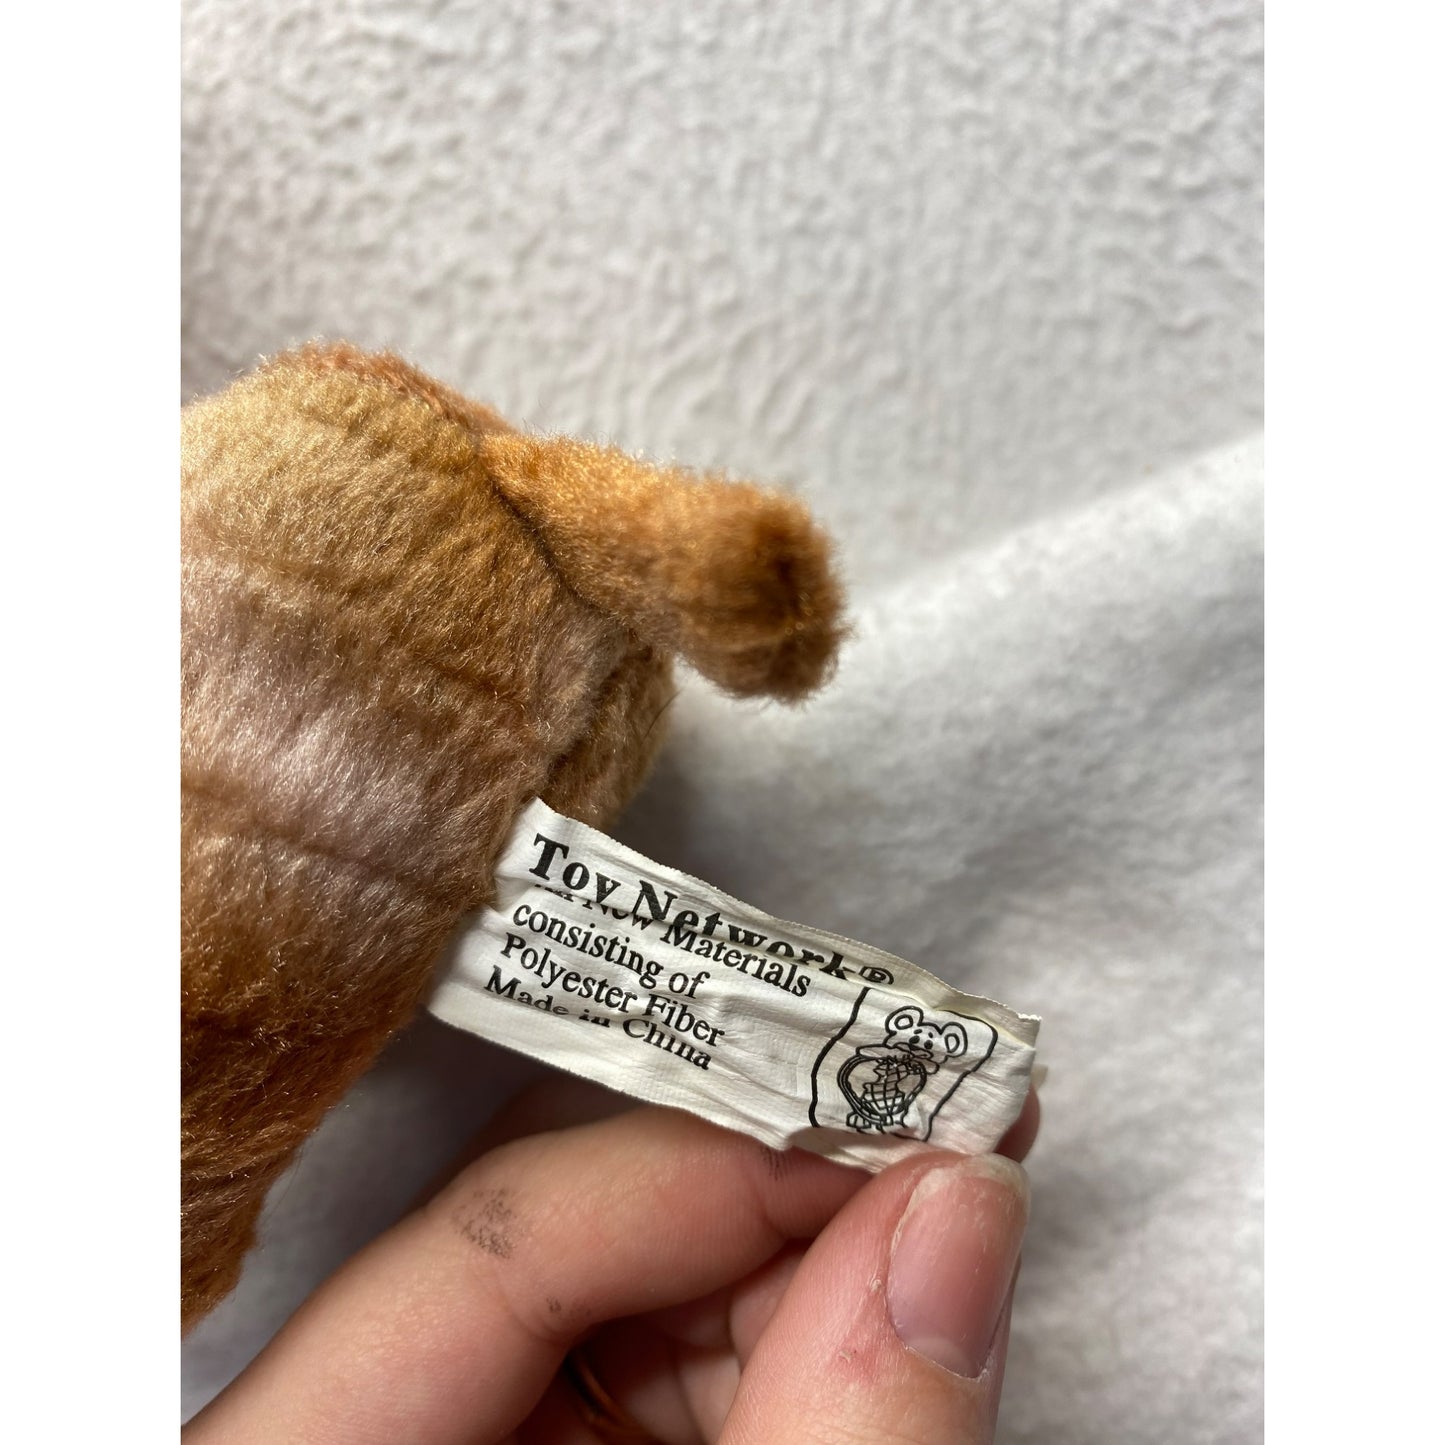 Toy Network®
All New Materials
consisting of
Polyester Fiber
Made in China